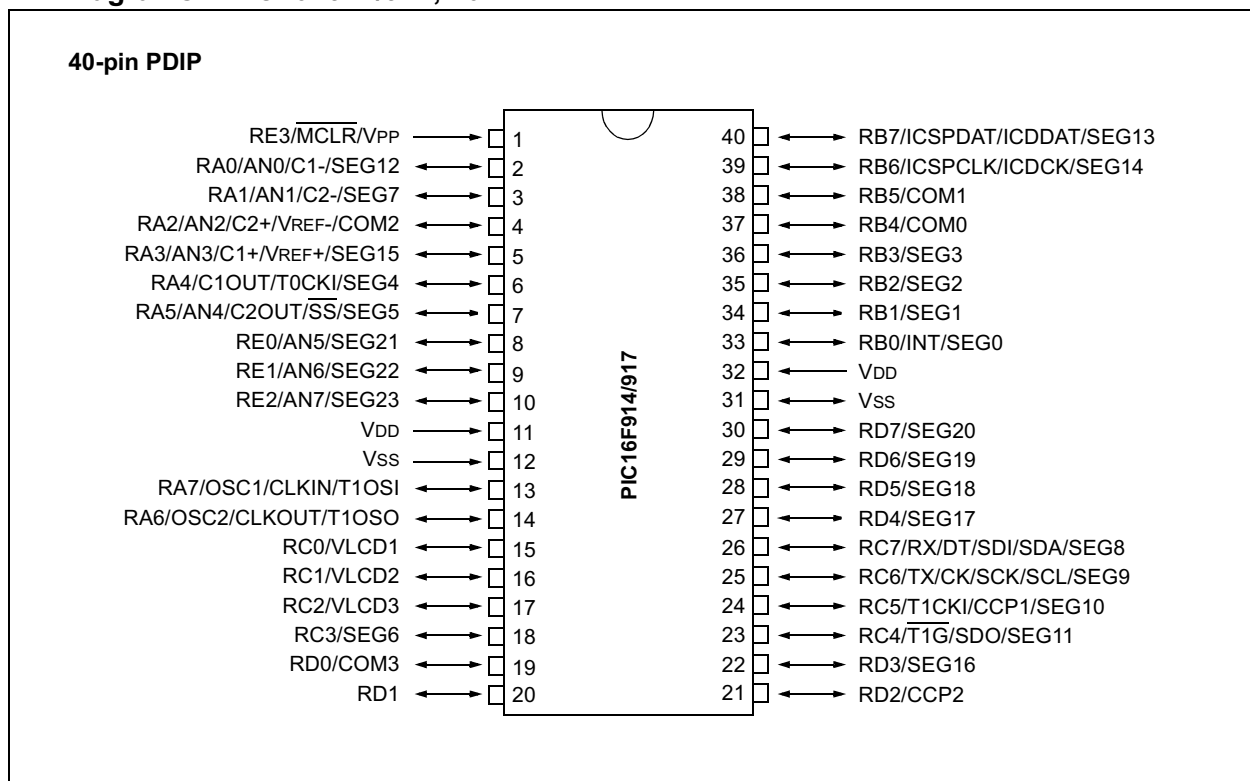 40-pin PDIP
RE3/MCLR/VPP 1
RA0/AN0/C1-/SEG12 2
RA1/AN1/C2-/SEG7 3
RA2/AN2/C2+/VREF-/COM2 4
RA3/AN3/C1+/VREF+/SEG15 5
RA4/C1OUT/T0CKI/SEG4 6
RA5/AN4/C2OUT/SS/SEG5 7
RE0/AN5/SEG21 8
RE1/AN6/SEG22 9
RE2/AN7/SEG23 10
VDD 11
VSS 12
RA7/OSC1/CLKIN/T1OSI 13
RA6/OSC2/CLKOUT/T1OSO 14
RC0/VLCD1 15
RC1/VLCD2 16
RC2/VLCD3 17
RC3/SEG6 18
RD0/COM3 19
RD1 20
PIC16F914/917
40 RB7/ICSPDAT/ICDDAT/SEG13
39 RB6/ICSPCLK/ICDCK/SEG14
38 RB5/COM1
37 RB4/COM0
36 RB3/SEG3
35 RB2/SEG2
34 RB1/SEG1
33 RB0/INT/SEG0
32 VDD
31 VSS
30 RD7/SEG20
29 RD6/SEG19
28 RD5/SEG18
27 RD4/SEG17
26 RC7/RX/DT/SDI/SDA/SEG8
25 RC6/TX/CK/SCK/SCL/SEG9
24 RC5/T1CKI/CCP1/SEG10
23 RC4/T1G/SDO/SEG11
22 RD3/SEG16
21 RD2/CCP2